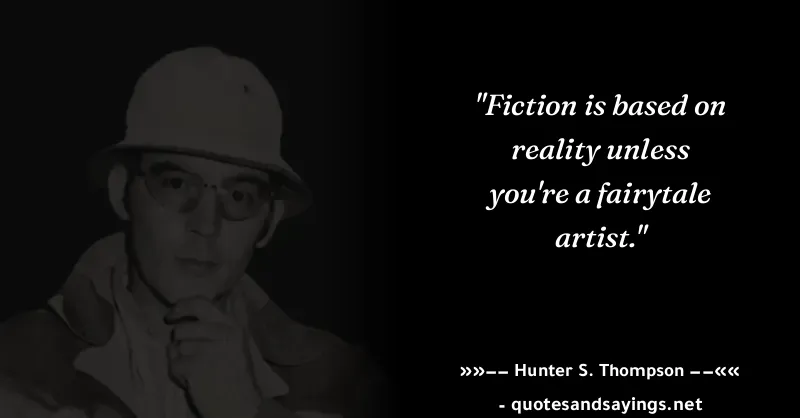 "Fiction is based on
reality unless
you're a fairytale
artist."
»»–– Hunter S. Thompson ––««
- quotesandsayings.net